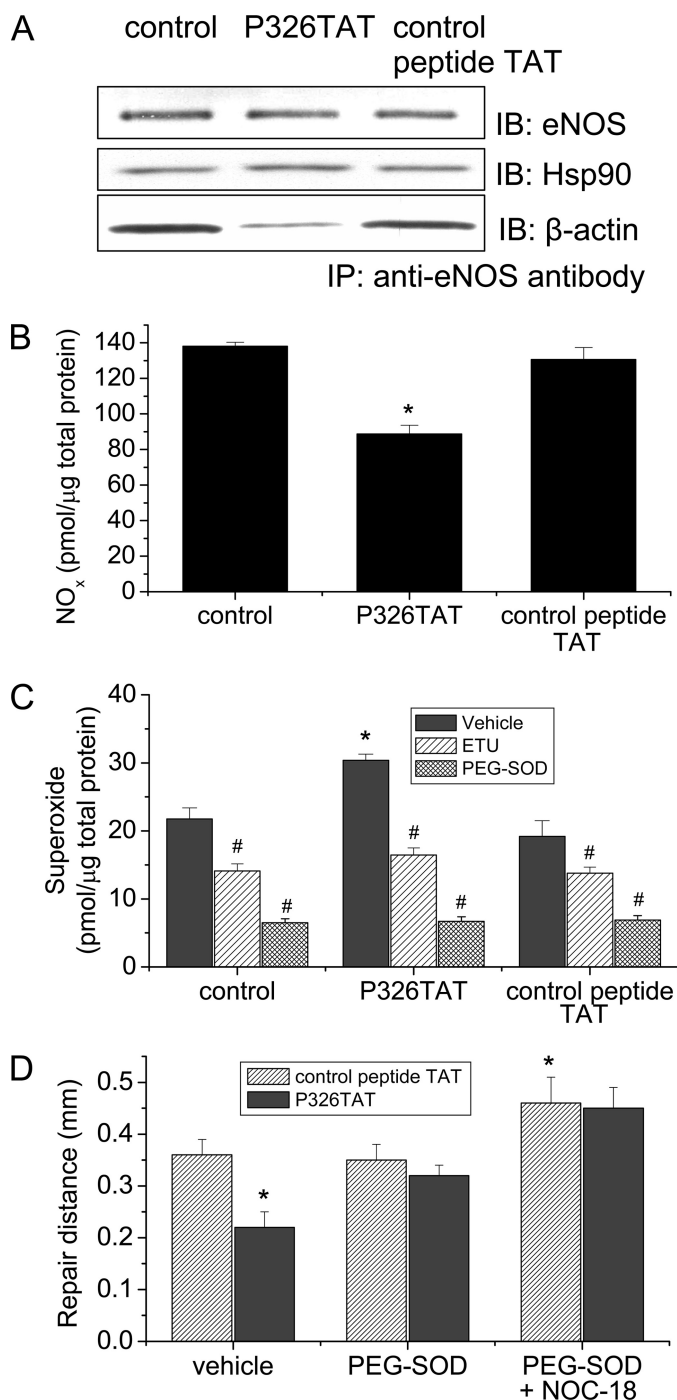 A
control P326TAT control
peptide TAT
IB: eNOS
IB: Hsp90
IB: β-actin
IP: anti-eNOS antibody
B
NOx (pmol/μg total protein)
140
120
100
80
60
40
20
0
*
control P326TAT control peptide
TAT
C
Superoxide
(pmol/μg total protein)
40
30
20
10
0
Vehicle
ETU
PEG-SOD
# # * # # # #
control P326TAT control peptide
TAT
D
Repair distance (mm)
0.5
0.4
0.3
0.2
0.1
0.0
control peptide TAT
P326TAT
* *
vehicle PEG-SOD PEG-SOD
+ NOC-18